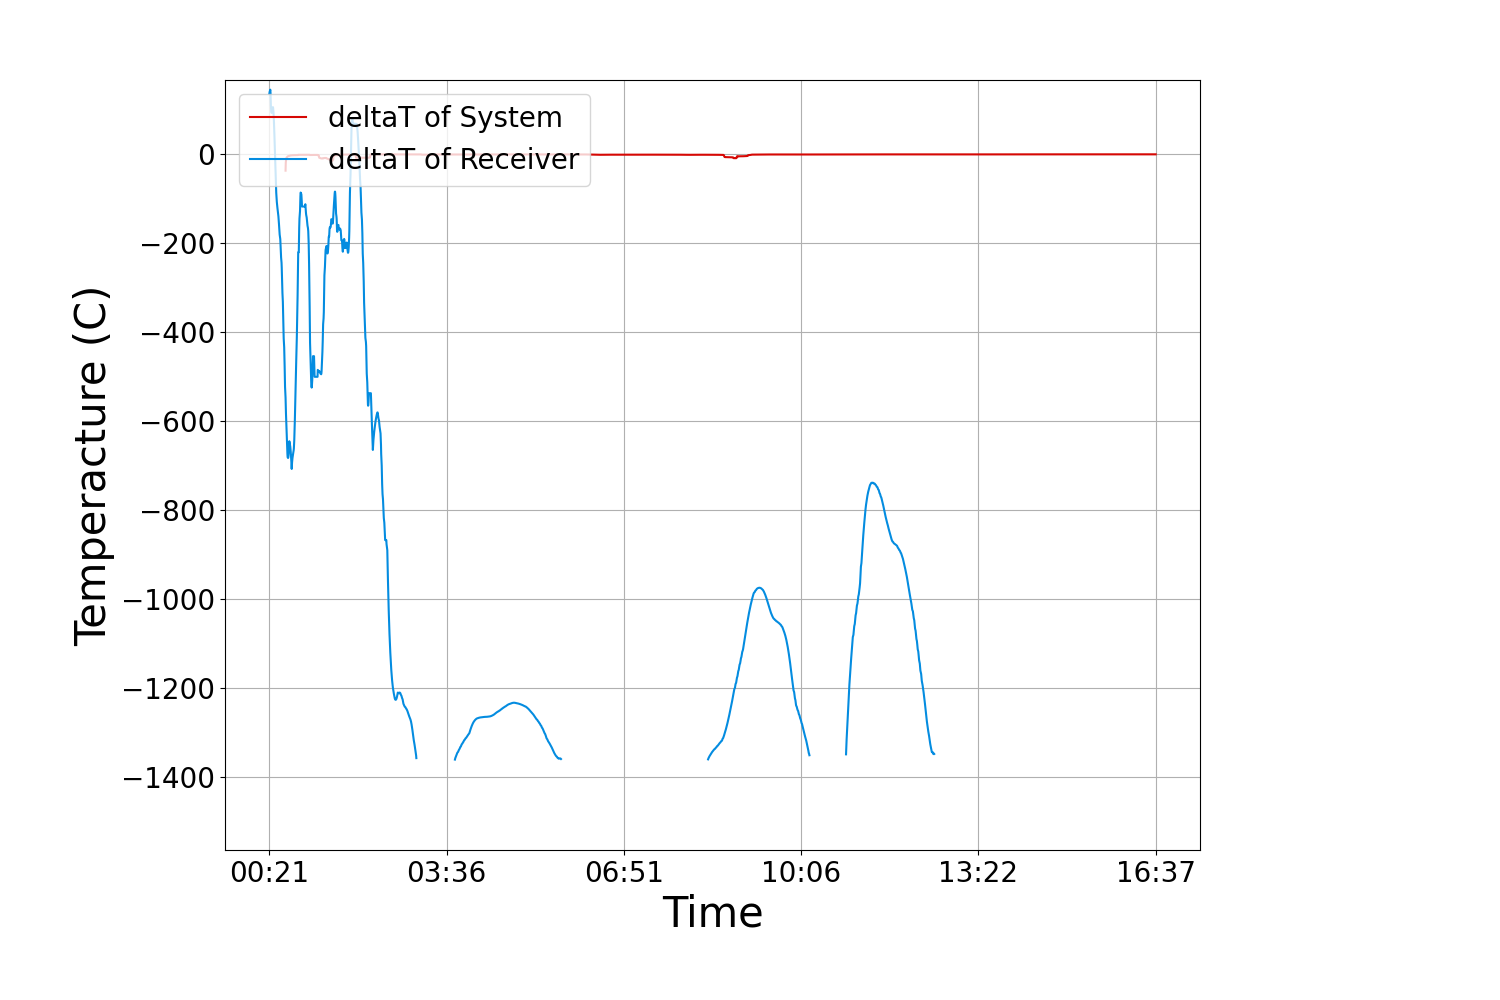 deltaT of System
deltaT of Receiver
0
−200
−400
−600
−800
−1000
−1200
−1400
Temperacture (C)
00:21 03:36 06:51 10:06 13:22 16:37
Time